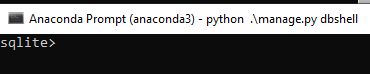 Anaconda Prompt (anaconda3) - python  .\manage.py dbshell
sqlite>